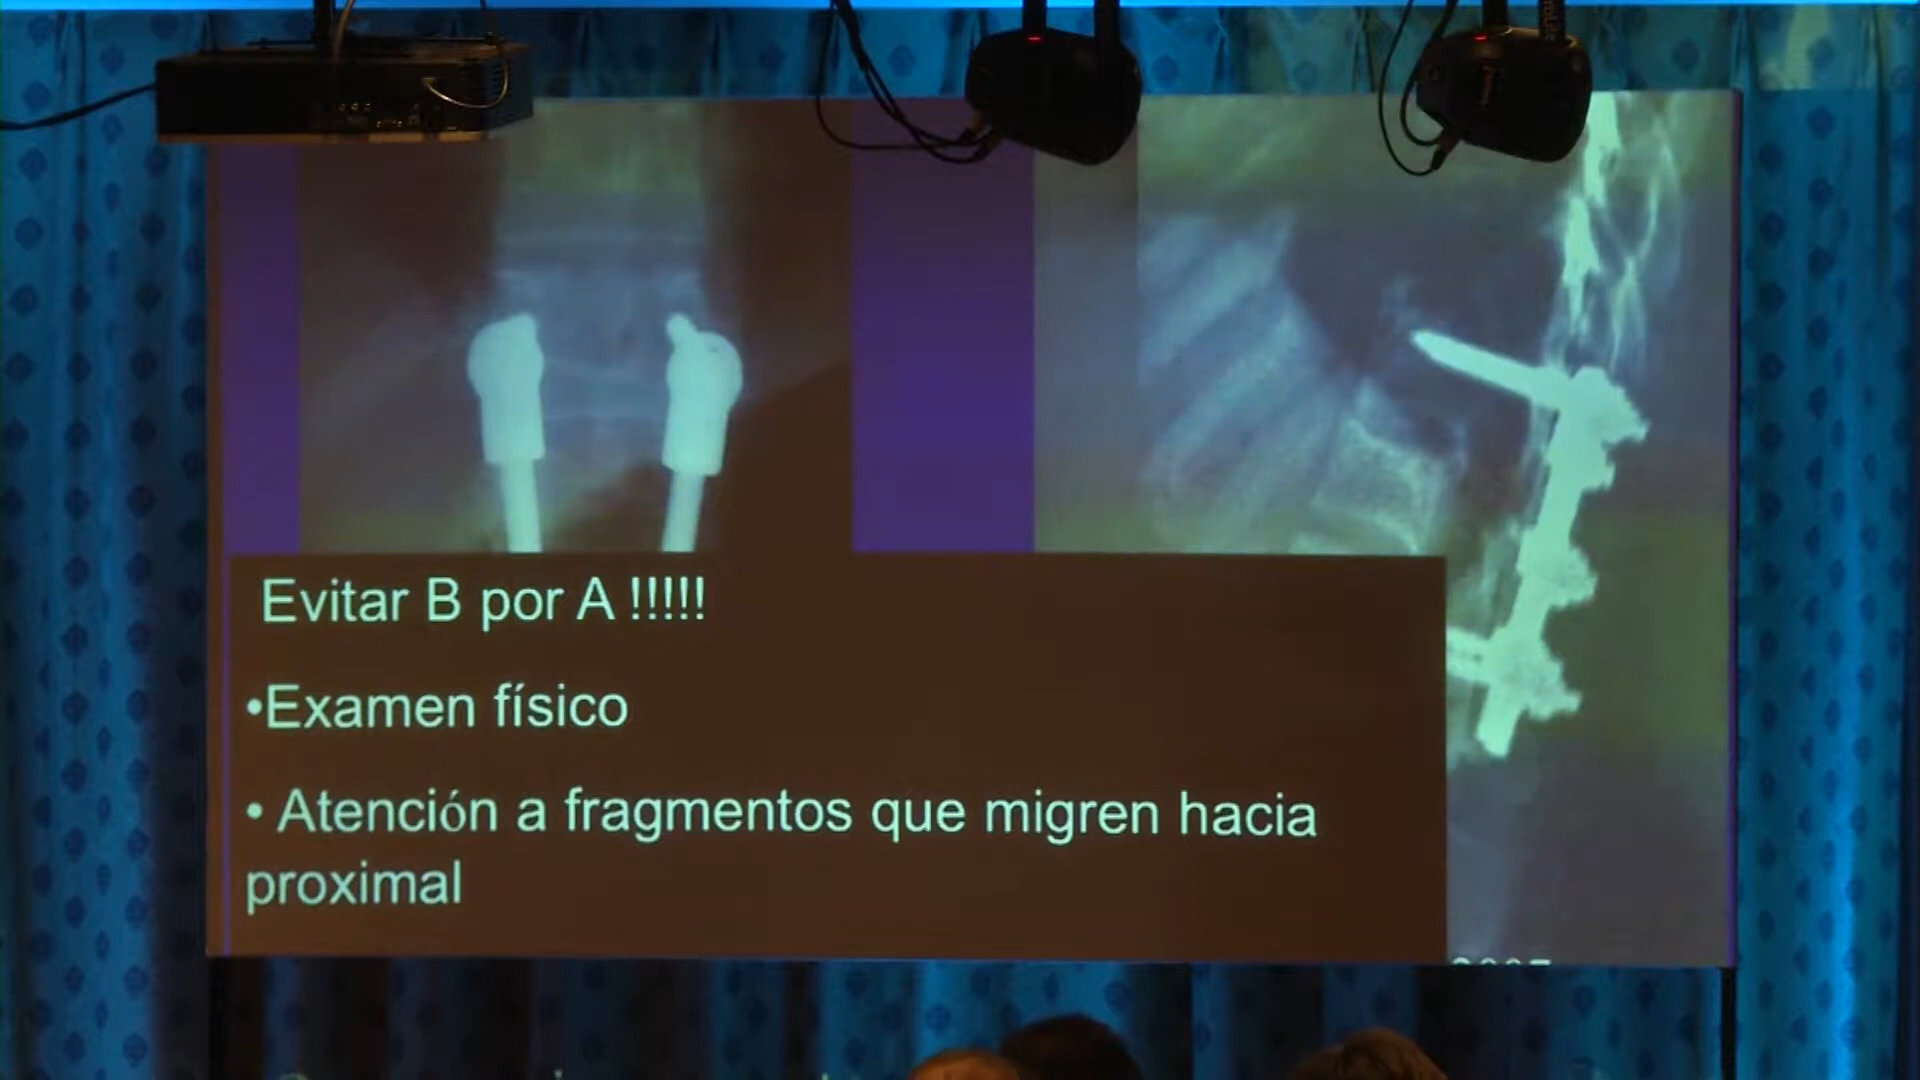 Evitar B por A !!!!!
•Examen físico
• Atención a fragmentos que migren hacia
proximal